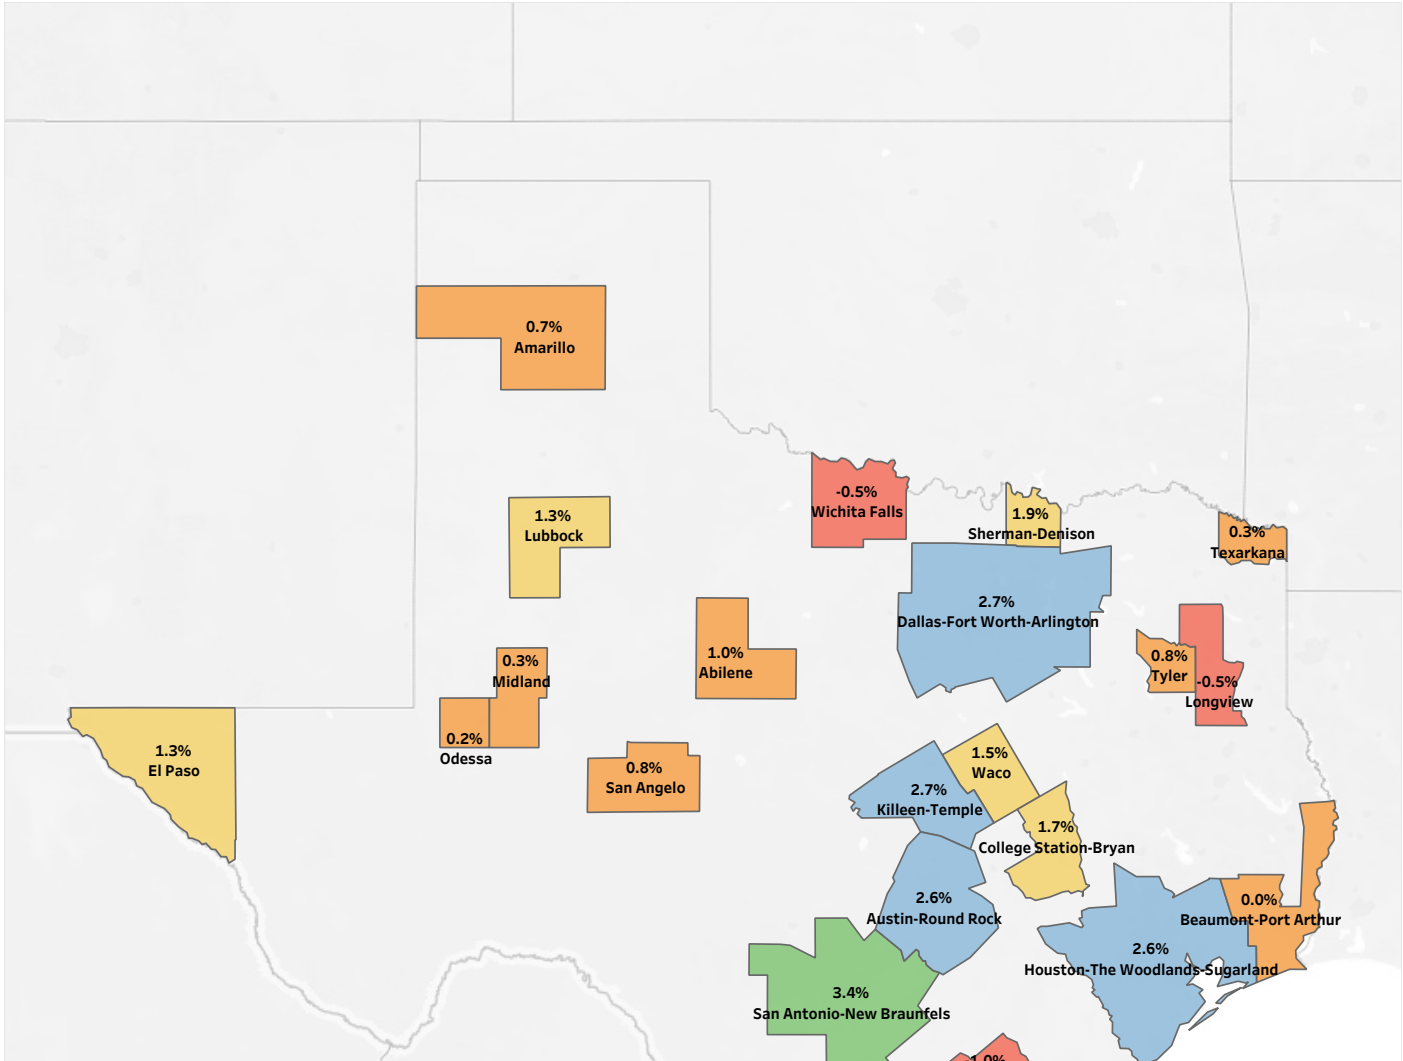 0.7%
Amarillo
-0.5%
Wichita Falls
1.3%
Lubbock
1.9%
Sherman-Denison
0.3%
Texarkana
2.7%
Dallas-Fort Worth-Arlington
1.0%
Abilene
0.3%
Midland
0.8%
Tyler
-0.5%
Longview
0.2%
Odessa
1.3%
El Paso
0.8%
San Angelo
1.5%
Waco
2.7%
Killeen-Temple
1.7%
College Station-Bryan
2.6%
Austin-Round Rock
0.0%
Beaumont-Port Arthur
2.6%
Houston-The Woodlands-Sugarland
3.4%
San Antonio-New Braunfels